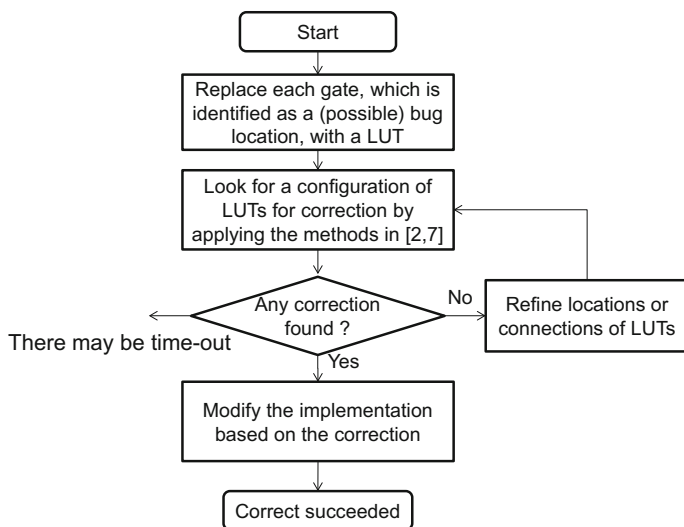 Start
Replace each gate, which is
identified as a (possible) bug
location, with a LUT
Look for a configuration of
LUTs for correction by
applying the methods in [2,7]
Any correction
found ?
No
Refine locations or
connections of LUTs
There may be time-out
Yes
Modify the implementation
based on the correction
Correct succeeded